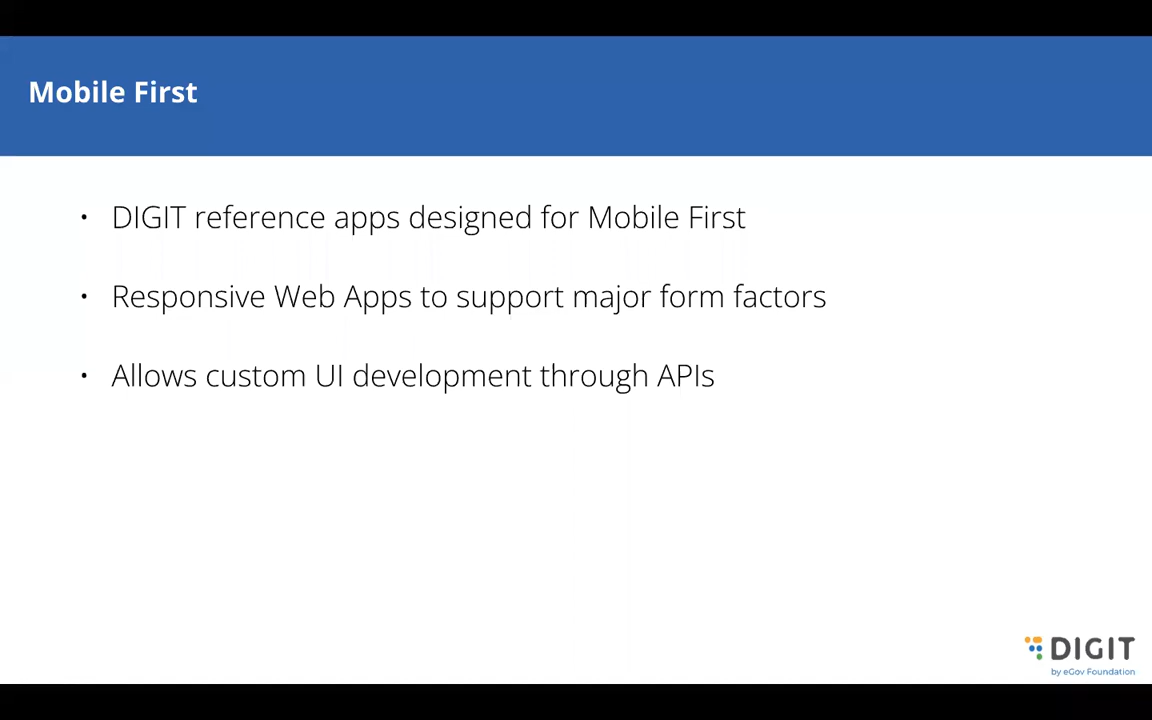 Mobile First
• DIGIT reference apps designed for Mobile First
• Responsive Web Apps to support major form factors
• Allows custom UI development through APIs
DIGIT
by eGov Foundation